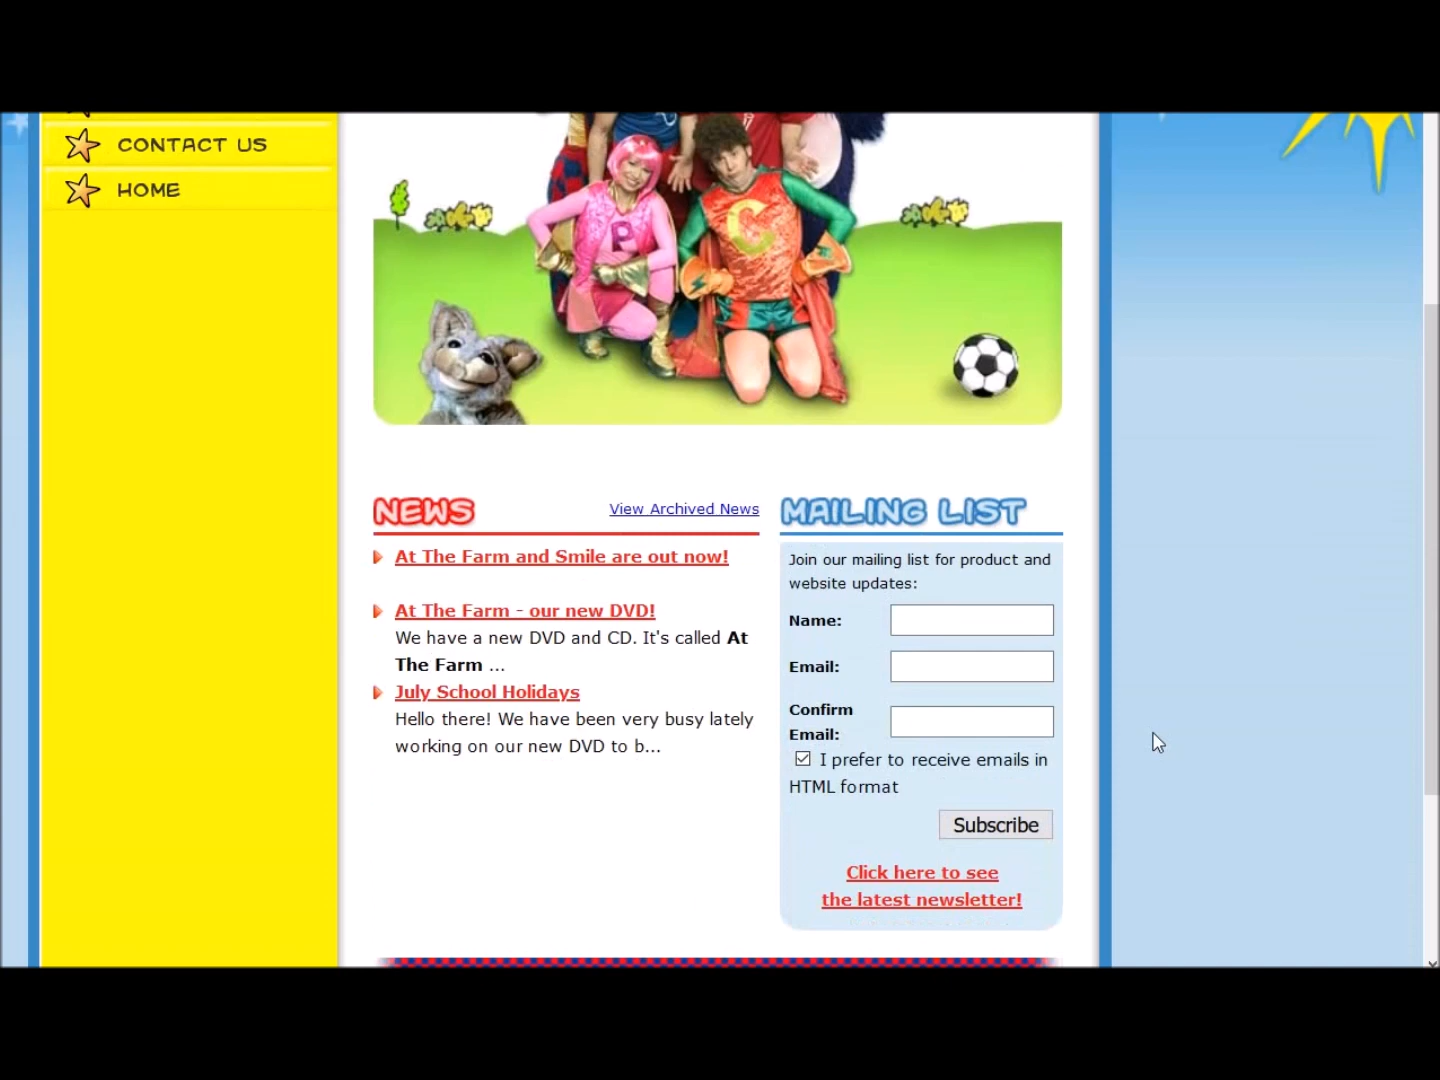 CONTACT US
HOME
P
C
NEWS
View Archived News
At The Farm and Smile are out now!
At The Farm - our new DVD!
We have a new DVD and CD. It's called At
The Farm ...
July School Holidays
Hello there! We have been very busy lately
working on our new DVD to b...
MAILING LIST
Join our mailing list for product and
website updates:
Name:
Email:
Confirm
Email:
I prefer to receive emails in
HTML format
Subscribe
Click here to see
the latest newsletter!